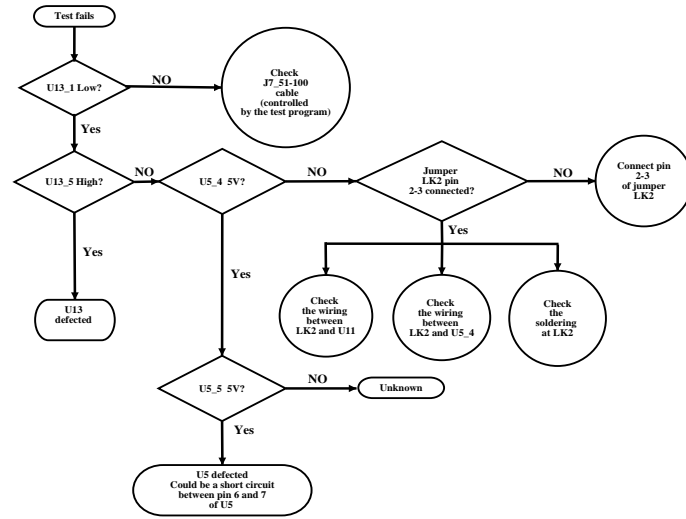 Test fails
U13_1 Low?
NO
Check
J7_51-100
cable
(controlled
by the test program)
Yes
U13_5 High?
NO
U5_4 5V?
NO
Jumper
LK2 pin
2-3 connected?
NO
Connect pin
2-3
of jumper
LK2
Yes
Yes
Yes
U13
defected
Check
the wiring
between
LK2 and U11
Check
the wiring
between
LK2 and U5_4
Check
the
soldering
at LK2
U5_5 5V?
NO
Unknown
Yes
U5 defected
Could be a short circuit
between pin 6 and 7
of U5